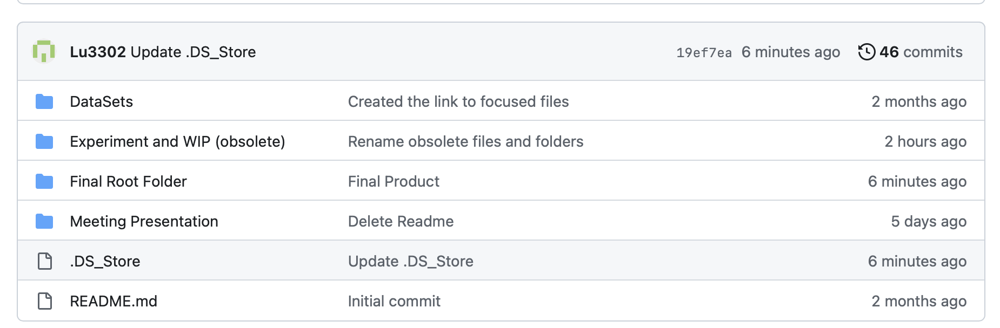 Lu3302 Update .DS_Store 19ef7ea 6 minutes ago 46 commits
DataSets Created the link to focused files 2 months ago
Experiment and WIP (obsolete) Rename obsolete files and folders 2 hours ago
Final Root Folder Final Product 6 minutes ago
Meeting Presentation Delete Readme 5 days ago
.DS_Store Update .DS_Store 6 minutes ago
README.md Initial commit 2 months ago